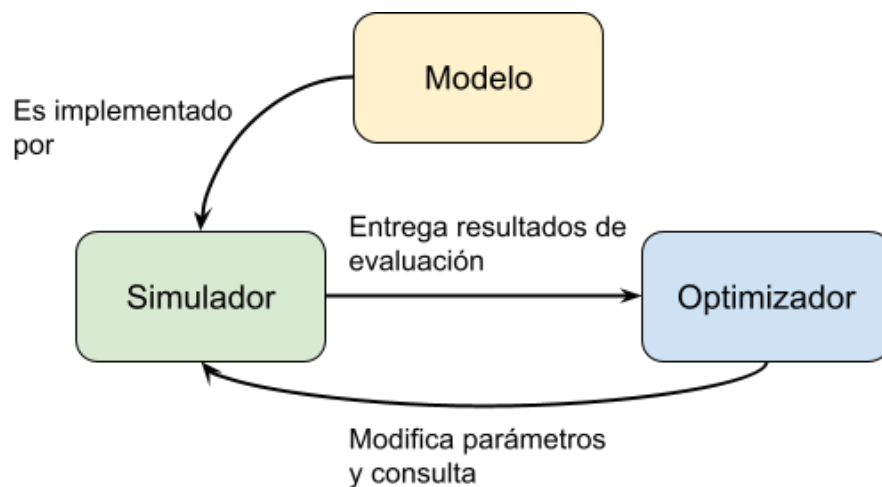 Modelo
Es implementado
por
Entrega resultados de
evaluación
Simulador
Optimizador
Modifica parámetros
y consulta